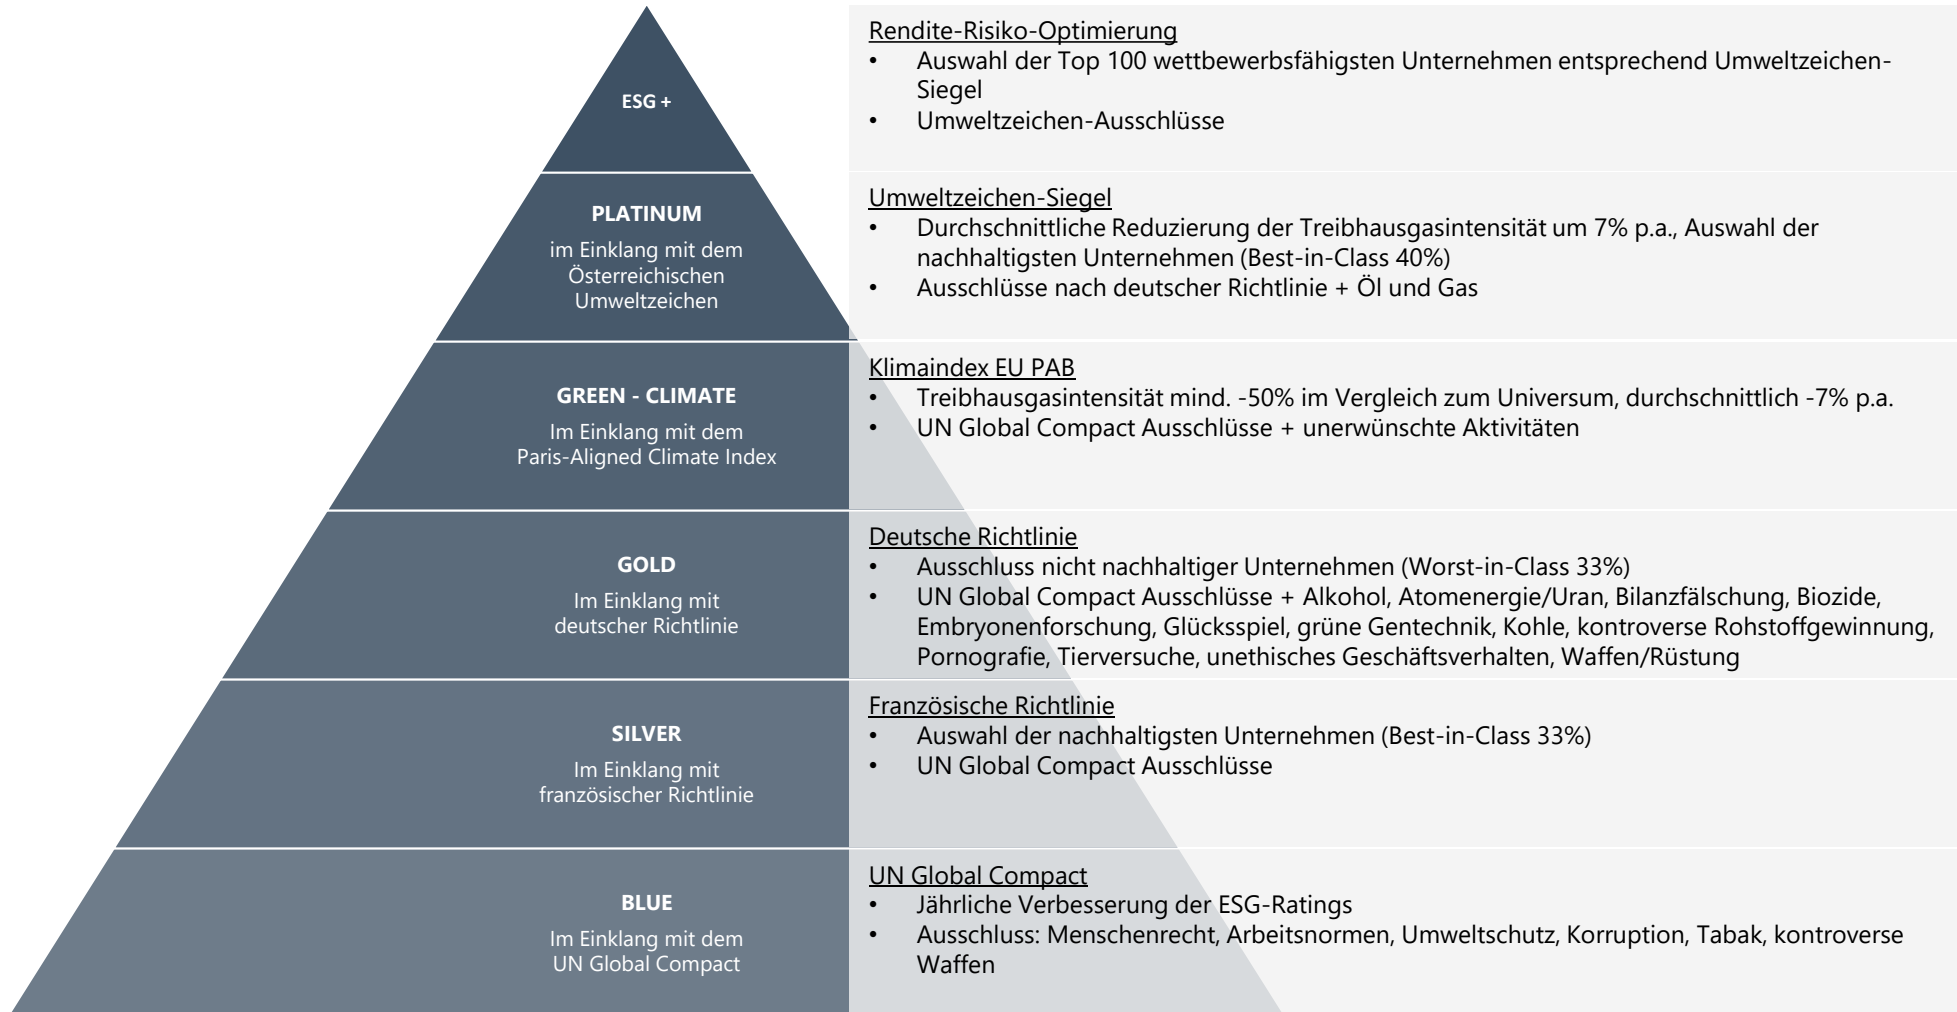 ESG +
Rendite-Risiko-Optimierung
• Auswahl der Top 100 wettbewerbsfähigsten Unternehmen entsprechend Umweltzeichen-
Siegel
• Umweltzeichen-Ausschlüsse
PLATINUM
im Einklang mit dem
Österreichischen
Umweltzeichen
Umweltzeichen-Siegel
• Durchschnittliche Reduzierung der Treibhausgasintensität um 7% p.a., Auswahl der
nachhaltigsten Unternehmen (Best-in-Class 40%)
• Ausschlüsse nach deutscher Richtlinie + Öl und Gas
GREEN - CLIMATE
Im Einklang mit dem
Paris-Aligned Climate Index
Klimaindex EU PAB
• Treibhausgasintensität mind. -50% im Vergleich zum Universum, durchschnittlich -7% p.a.
• UN Global Compact Ausschlüsse + unerwünschte Aktivitäten
GOLD
Im Einklang mit
deutscher Richtlinie
Deutsche Richtlinie
• Ausschluss nicht nachhaltiger Unternehmen (Worst-in-Class 33%)
• UN Global Compact Ausschlüsse + Alkohol, Atomenergie/Uran, Bilanzfälschung, Biozide,
Embryonenforschung, Glücksspiel, grüne Gentechnik, Kohle, kontroverse Rohstoffgewinnung,
Pornografie, Tierversuche, unethisches Geschäftsverhalten, Waffen/Rüstung
SILVER
Im Einklang mit
französischer Richtlinie
Französische Richtlinie
• Auswahl der nachhaltigsten Unternehmen (Best-in-Class 33%)
• UN Global Compact Ausschlüsse
BLUE
Im Einklang mit dem
UN Global Compact
UN Global Compact
• Jährliche Verbesserung der ESG-Ratings
• Ausschluss: Menschenrecht, Arbeitsnormen, Umweltschutz, Korruption, Tabak, kontroverse
Waffen